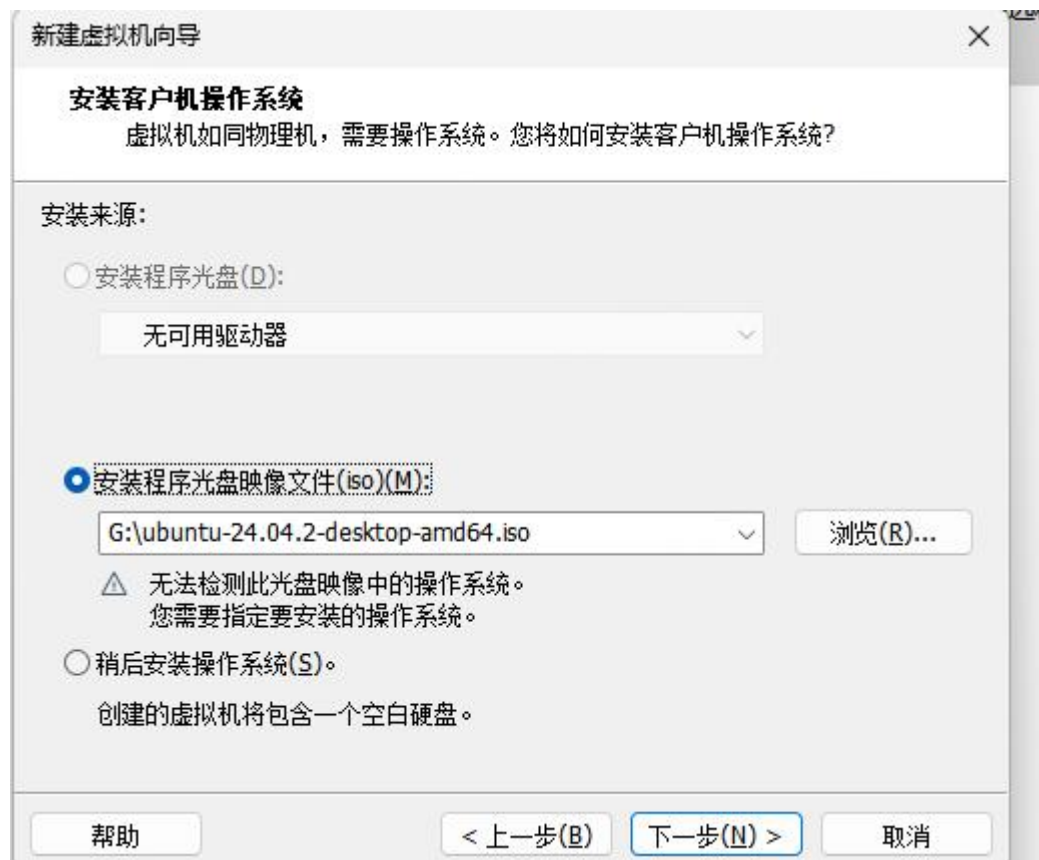 新建虚拟机向导
安装客户机操作系统
虚拟机如同物理机，需要操作系统。您将如何安装客户机操作系统?
安装来源:
安装程序光盘(D):
无可用驱动器
安装程序光盘映像文件(iso)(M):
G:\ubuntu-24.04.2-desktop-amd64.iso
浏览(R)...
无法检测此光盘映像中的操作系统。
您需要指定要安装的操作系统。
稍后安装操作系统(S)。
创建的虚拟机将包含一个空白硬盘。
帮助
< 上一步(B)
下一步(N) >
取消